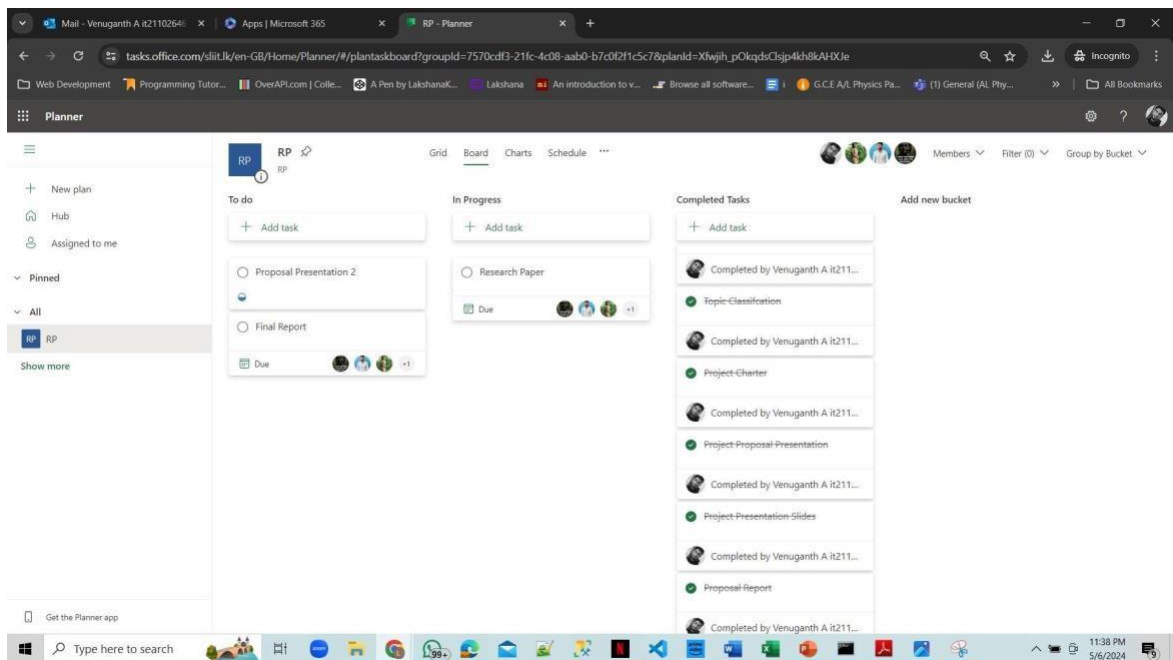 Mail - Venuganth A it21102646
Apps | Microsoft 365
RP - Planner
tasks.office.com/sliit.lk/en-GB/Home/Planner/#/plantaskboard?groupId=7570cdf3-21fc-4c08-aab0-b7c0f2f1c5c7&planId=Xfwjih_pOkqdsClsjp4kh8kAHXJe
Incognito
Web Development
Programming Tutor...
OverAPI.com | Colle...
A Pen by LakshanaK...
Lakshana
An introduction to v...
Browse all software...
G.C.E A/L Physics Pa...
(1) General (AL Phy...
All Bookmarks
Planner
RP
RP
RP
Grid Board Charts Schedule
Members
Filter (0)
Group by Bucket
New plan
Hub
Assigned to me
Pinned
All
RP RP
Show more
Get the Planner app
To do
Add task
Proposal Presentation 2
Final Report
Due
+1
In Progress
Add task
Research Paper
Due
+1
Completed Tasks
Add task
Completed by Venuganth A it211...
Topic Classifcation
Completed by Venuganth A it211...
Project Charter
Completed by Venuganth A it211...
Project Proposal Presentation
Completed by Venuganth A it211...
Project Presentation Slides
Completed by Venuganth A it211...
Proposal Report
Completed by Venuganth A it211...
Add new bucket
Type here to search
99+
11:38 PM
5/6/2024